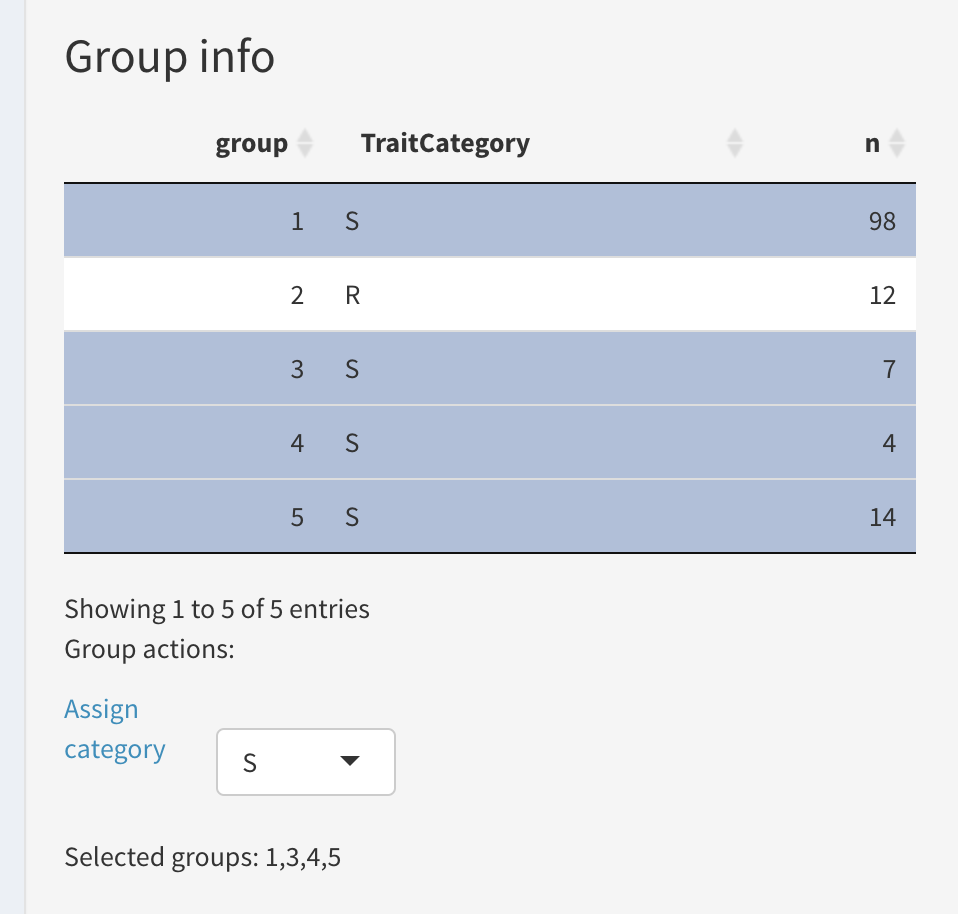 Group info
group TraitCategory n
1 S 98
2 R 12
3 S 7
4 S 4
5 S 14
Showing 1 to 5 of 5 entries
Group actions:
Assign
category
S
Selected groups: 1,3,4,5